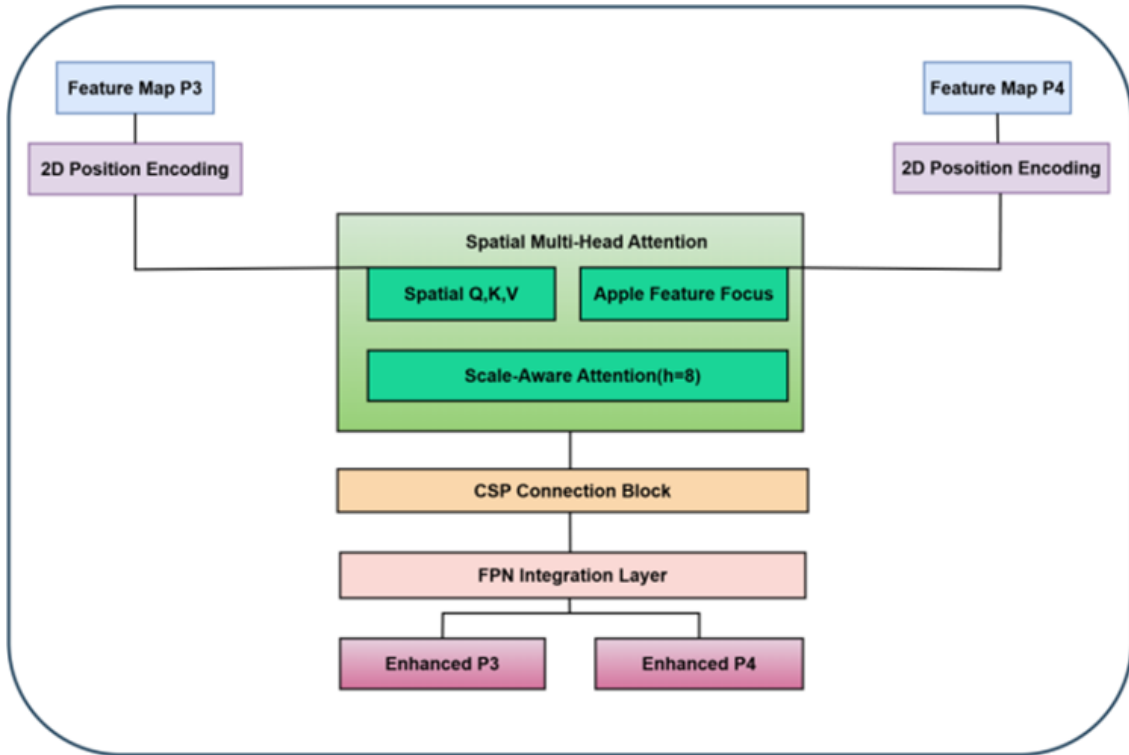 Feature Map P3
Feature Map P4
2D Position Encoding
2D Posoition Encoding
Spatial Multi-Head Attention
Spatial Q,K,V
Apple Feature Focus
Scale-Aware Attention(h=8)
CSP Connection Block
FPN Integration Layer
Enhanced P3
Enhanced P4